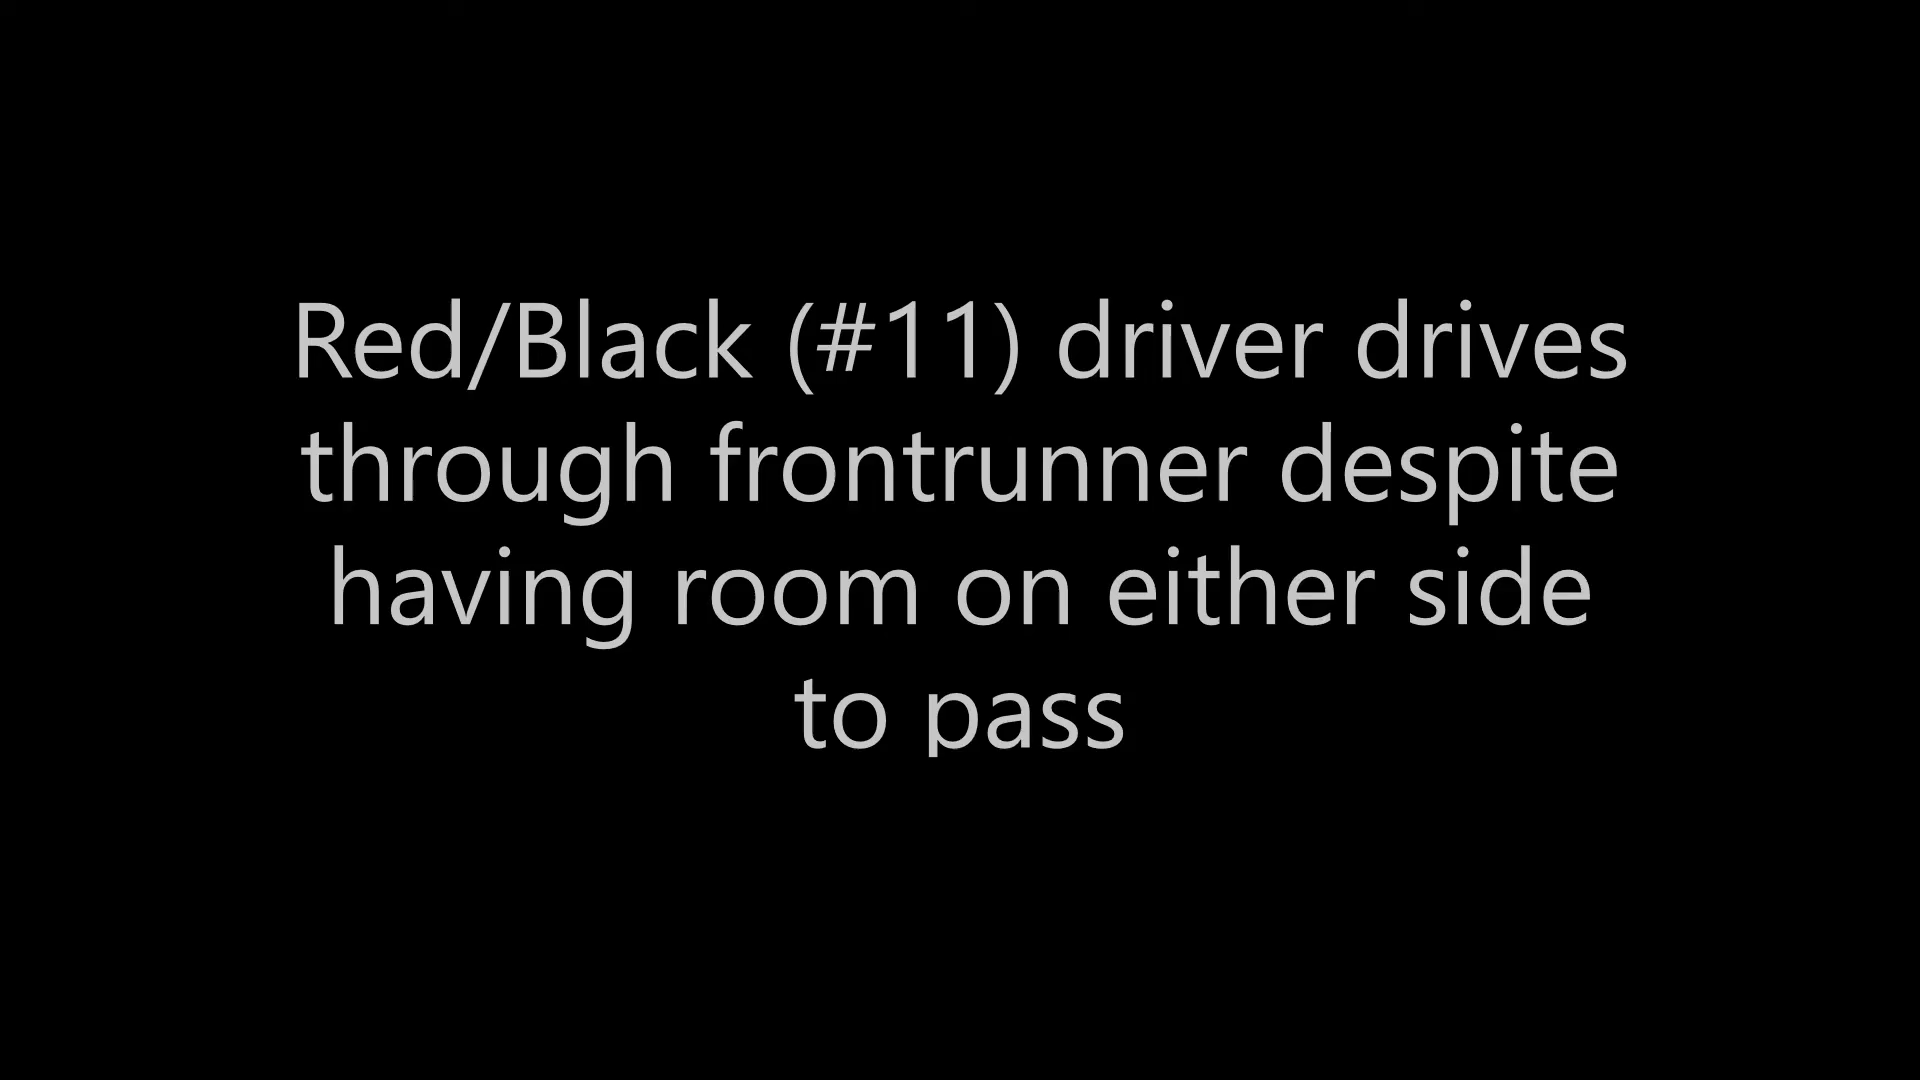 Red/Black (#11) driver drives
through frontrunner despite
having room on either side
to pass